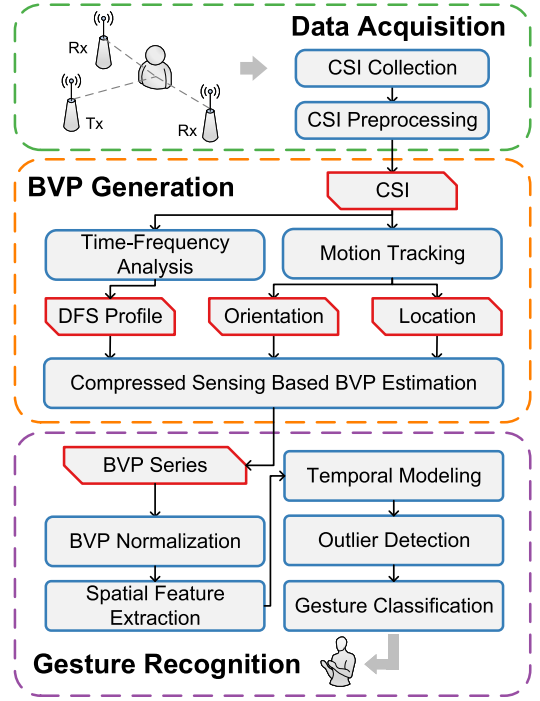 Data Acquisition
Rx
Tx
Rx
CSI Collection
CSI Preprocessing
BVP Generation
CSI
Time-Frequency
Analysis
Motion Tracking
DFS Profile
Orientation
Location
Compressed Sensing Based BVP Estimation
BVP Series
BVP Normalization
Spatial Feature
Extraction
Temporal Modeling
Outlier Detection
Gesture Classification
Gesture Recognition